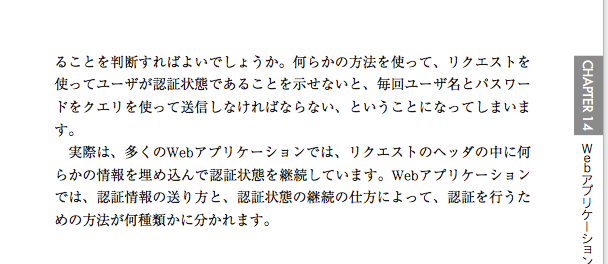 ることを判断すればよいでしょうか。何らかの方法を使って、リクエストを
使ってユーザが認証状態であることを示せないと、毎回ユーザ名とパスワー
ドをクエリを使って送信しなければならない、ということになってしまいま
す。
　実際は、多くのWebアプリケーションでは、リクエストのヘッダの中に何
らかの情報を埋め込んで認証状態を継続しています。Webアプリケーション
では、認証情報の送り方と、認証状態の継続の仕方によって、認証を行うた
めの方法が何種類かに分かれます。
CHAPTER 14
Webアプリケーション